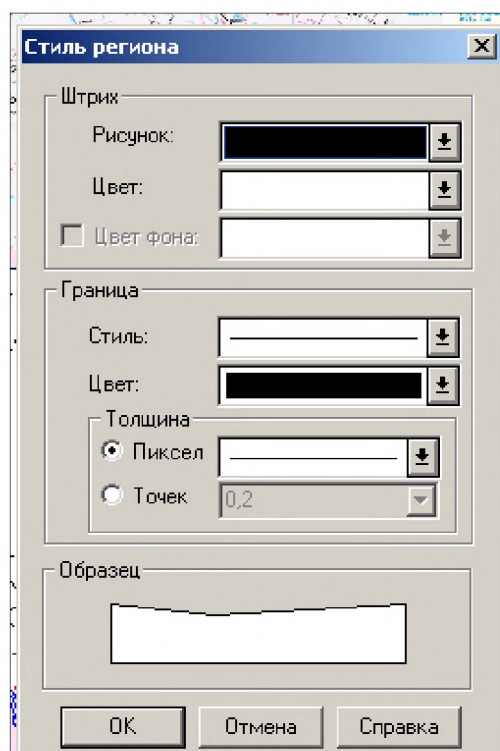 Стиль региона
Штрих
Рисунок:
Цвет:
Цвет фона:
Граница
Стиль:
Цвет:
Толщина
Пиксел
Точек 0,2
Образец
OK Отмена Справка